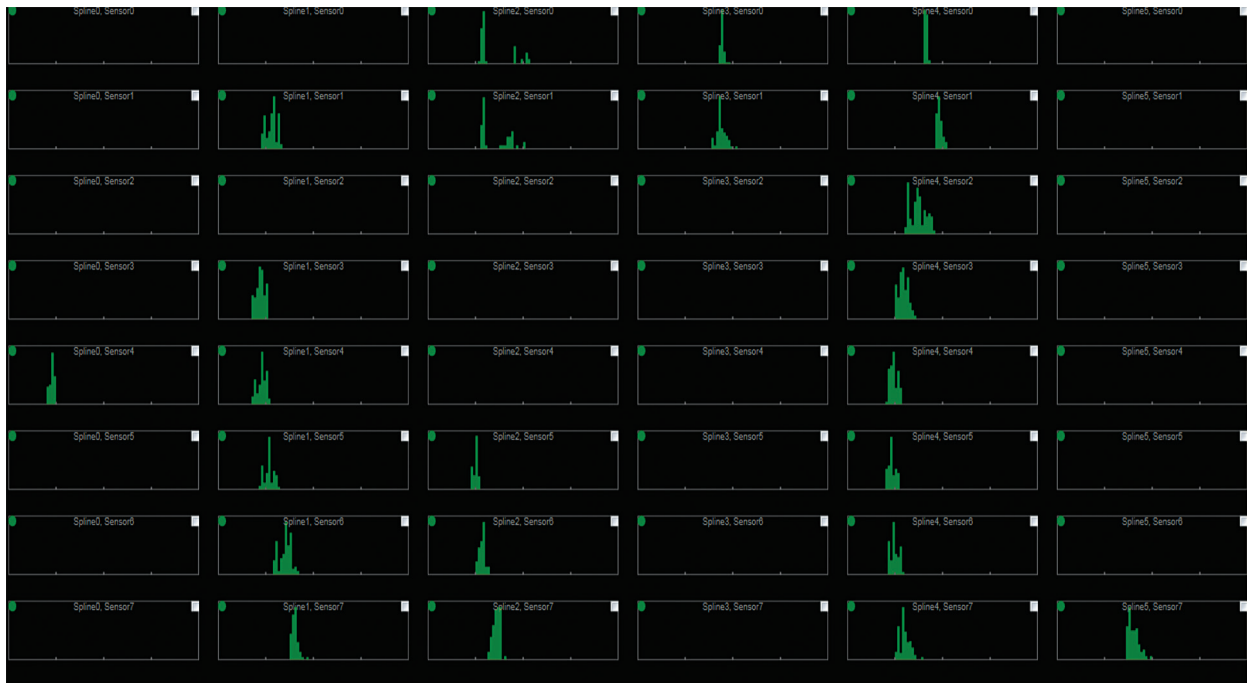 Spline0, Sensor0 Spline1, Sensor0 Spline2, Sensor0 Spline3, Sensor0 Spline4, Sensor0 Spline5, Sensor0
Spline0, Sensor1 Spline1, Sensor1 Spline2, Sensor1 Spline3, Sensor1 Spline4, Sensor1 Spline5, Sensor1
Spline0, Sensor2 Spline1, Sensor2 Spline2, Sensor2 Spline3, Sensor2 Spline4, Sensor2 Spline5, Sensor2
Spline0, Sensor3 Spline1, Sensor3 Spline2, Sensor3 Spline3, Sensor3 Spline4, Sensor3 Spline5, Sensor3
Spline0, Sensor4 Spline1, Sensor4 Spline2, Sensor4 Spline3, Sensor4 Spline4, Sensor4 Spline5, Sensor4
Spline0, Sensor5 Spline1, Sensor5 Spline2, Sensor5 Spline3, Sensor5 Spline4, Sensor5 Spline5, Sensor5
Spline0, Sensor6 Spline1, Sensor6 Spline2, Sensor6 Spline3, Sensor6 Spline4, Sensor6 Spline5, Sensor6
Spline0, Sensor7 Spline1, Sensor7 Spline2, Sensor7 Spline3, Sensor7 Spline4, Sensor7 Spline5, Sensor7